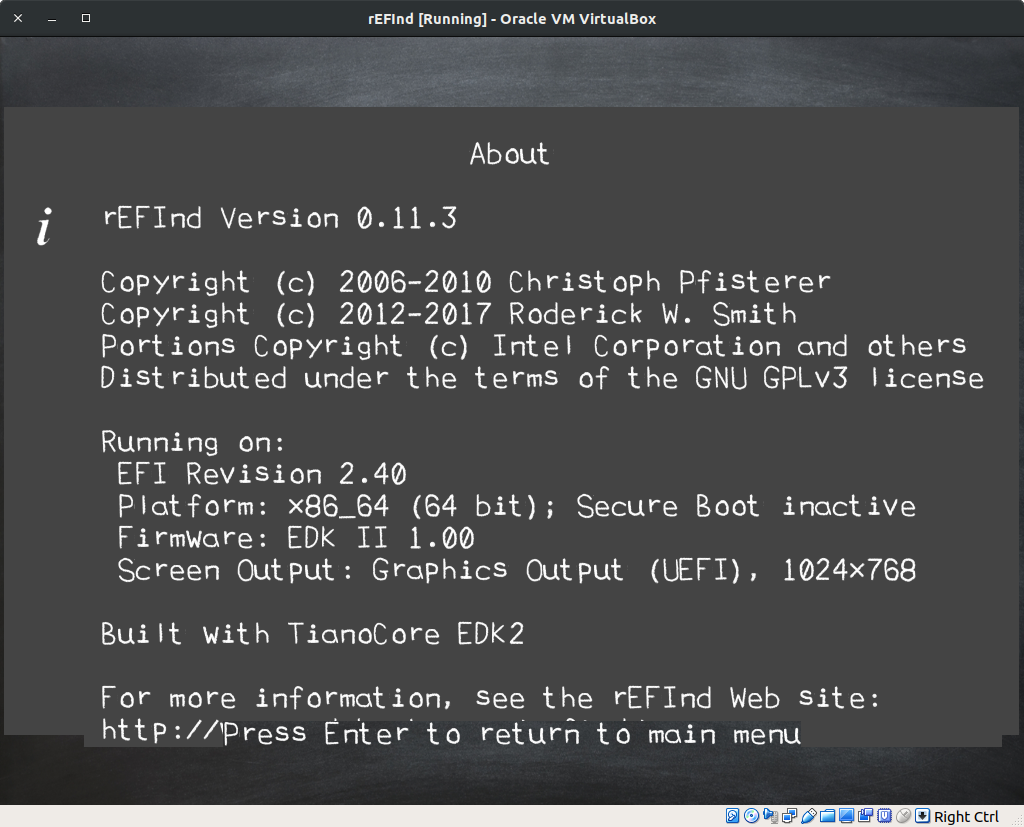 rEFInd [Running] - Oracle VM VirtualBox
About
i
rEFInd Version 0.11.3
Copyright (c) 2006-2010 Christoph Pfisterer
Copyright (c) 2012-2017 Roderick W. Smith
Portions Copyright (c) Intel Corporation and others
Distributed under the terms of the GNU GPLv3 license
Running on:
EFI Revision 2.40
Platform: x86_64 (64 bit); Secure Boot inactive
Firmware: EDK II 1.00
Screen Output: Graphics Output (UEFI), 1024x768
Built with TianoCore EDK2
For more information, see the rEFInd Web site:
http://Press Enter to return to main menu
Right Ctrl